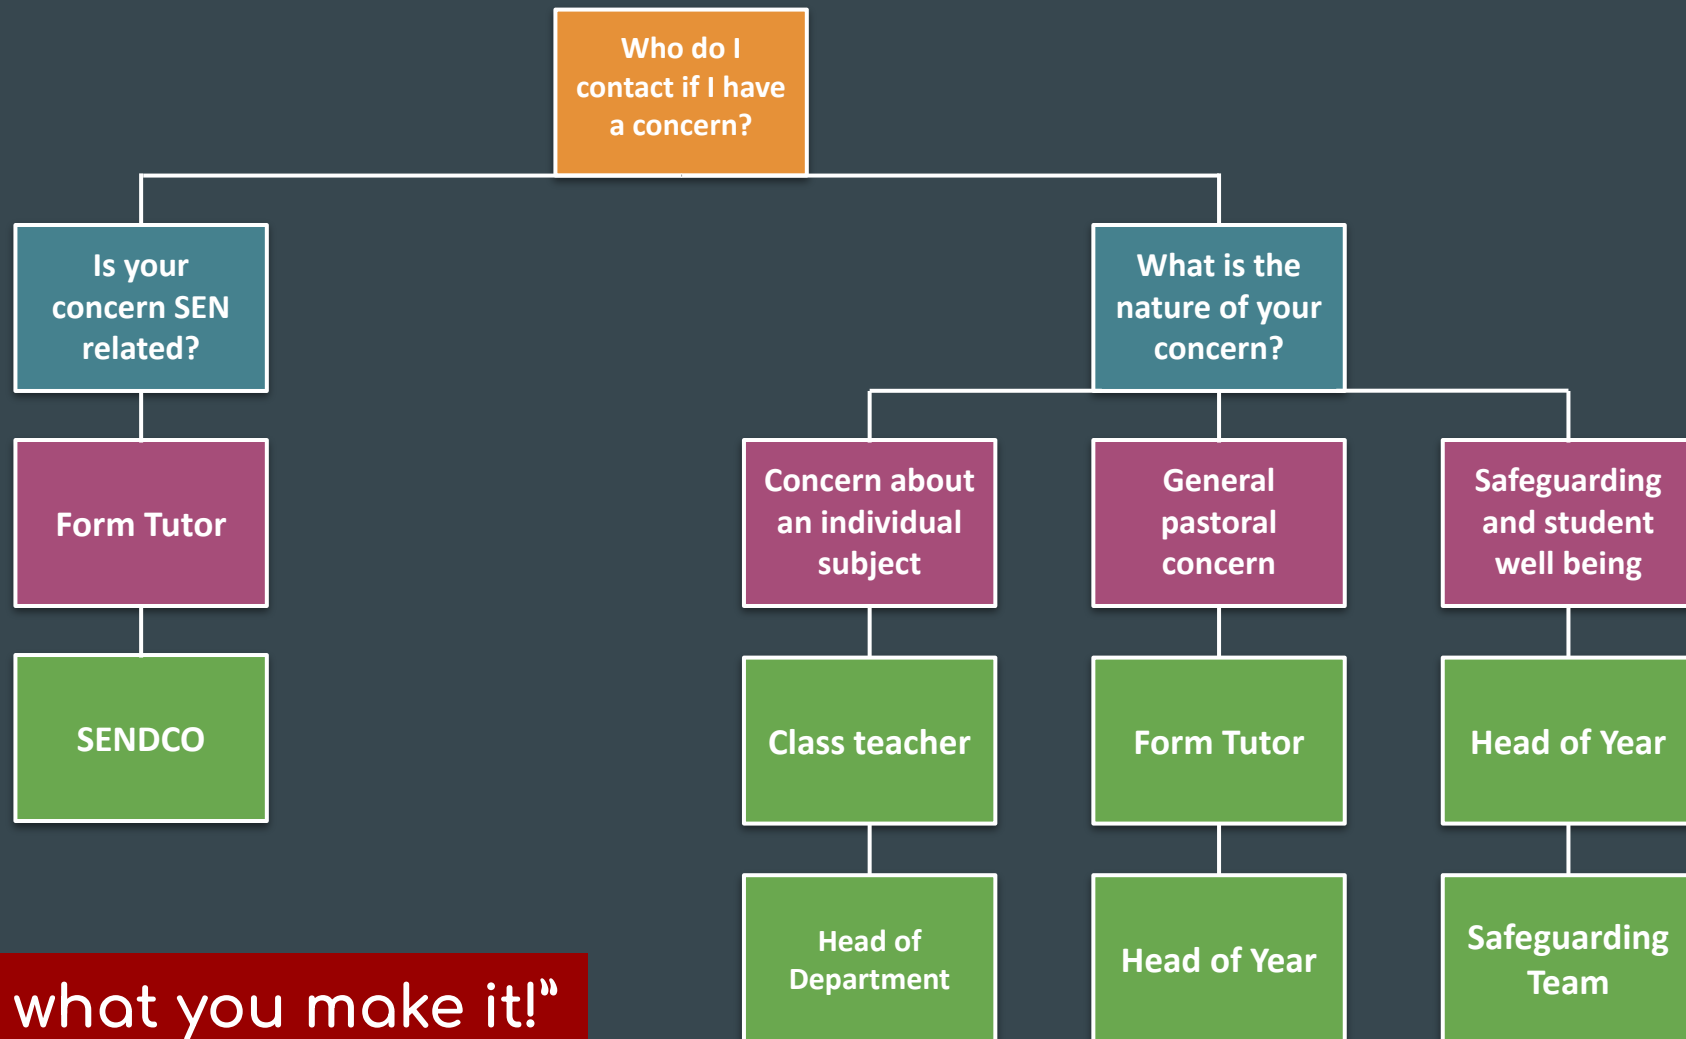 Who do I
contact if I have
a concern?
Is your
concern SEN
related?
What is the
nature of your
concern?
Form Tutor
Concern about
an individual
subject
General
pastoral
concern
Safeguarding
and student
well being
SENDCO
Class teacher
Form Tutor
Head of Year
Head of
Department
Head of Year
Safeguarding
Team
what you make it!”